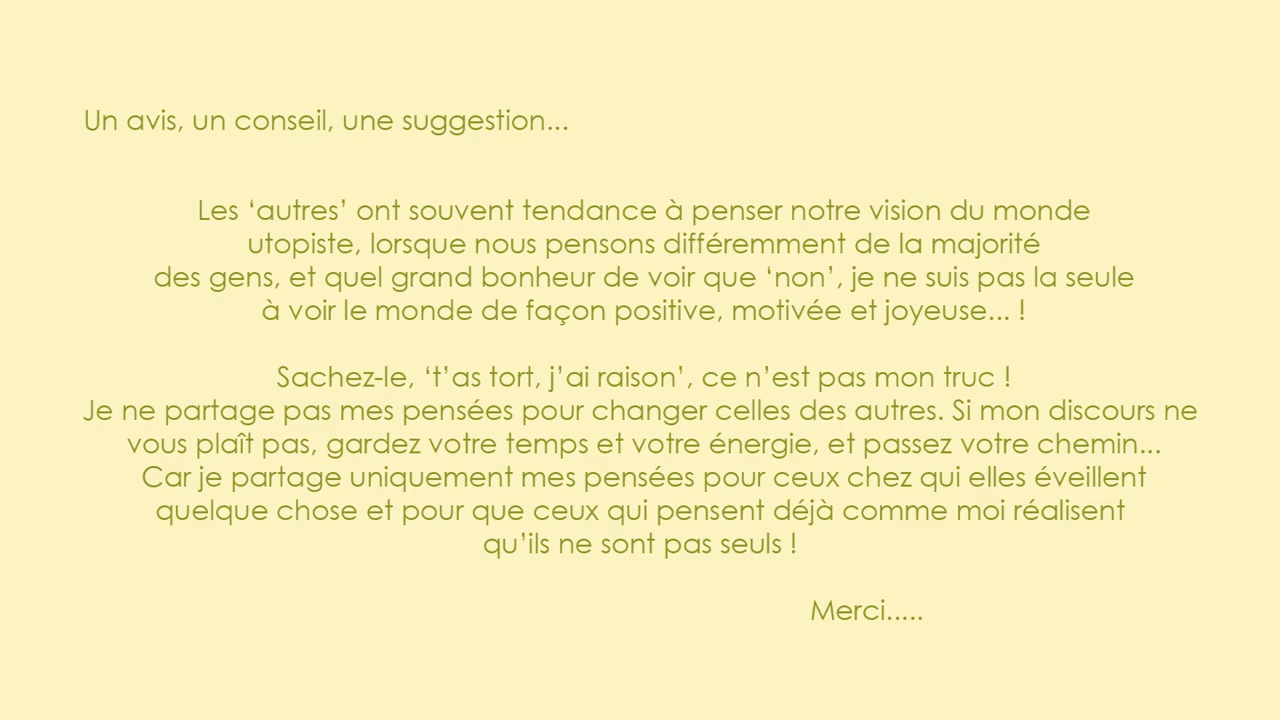 Un avis, un conseil, une suggestion...
Les ‘autres’ ont souvent tendance à penser notre vision du monde
utopiste, lorsque nous pensons différemment de la majorité
des gens, et quel grand bonheur de voir que ‘non’, je ne suis pas la seule
à voir le monde de façon positive, motivée et joyeuse... !
Sachez-le, ‘t’as tort, j’ai raison’, ce n’est pas mon truc !
Je ne partage pas mes pensées pour changer celles des autres. Si mon discours ne
vous plaît pas, gardez votre temps et votre énergie, et passez votre chemin...
Car je partage uniquement mes pensées pour ceux chez qui elles éveillent
quelque chose et pour que ceux qui pensent déjà comme moi réalisent
qu’ils ne sont pas seuls !
Merci.....